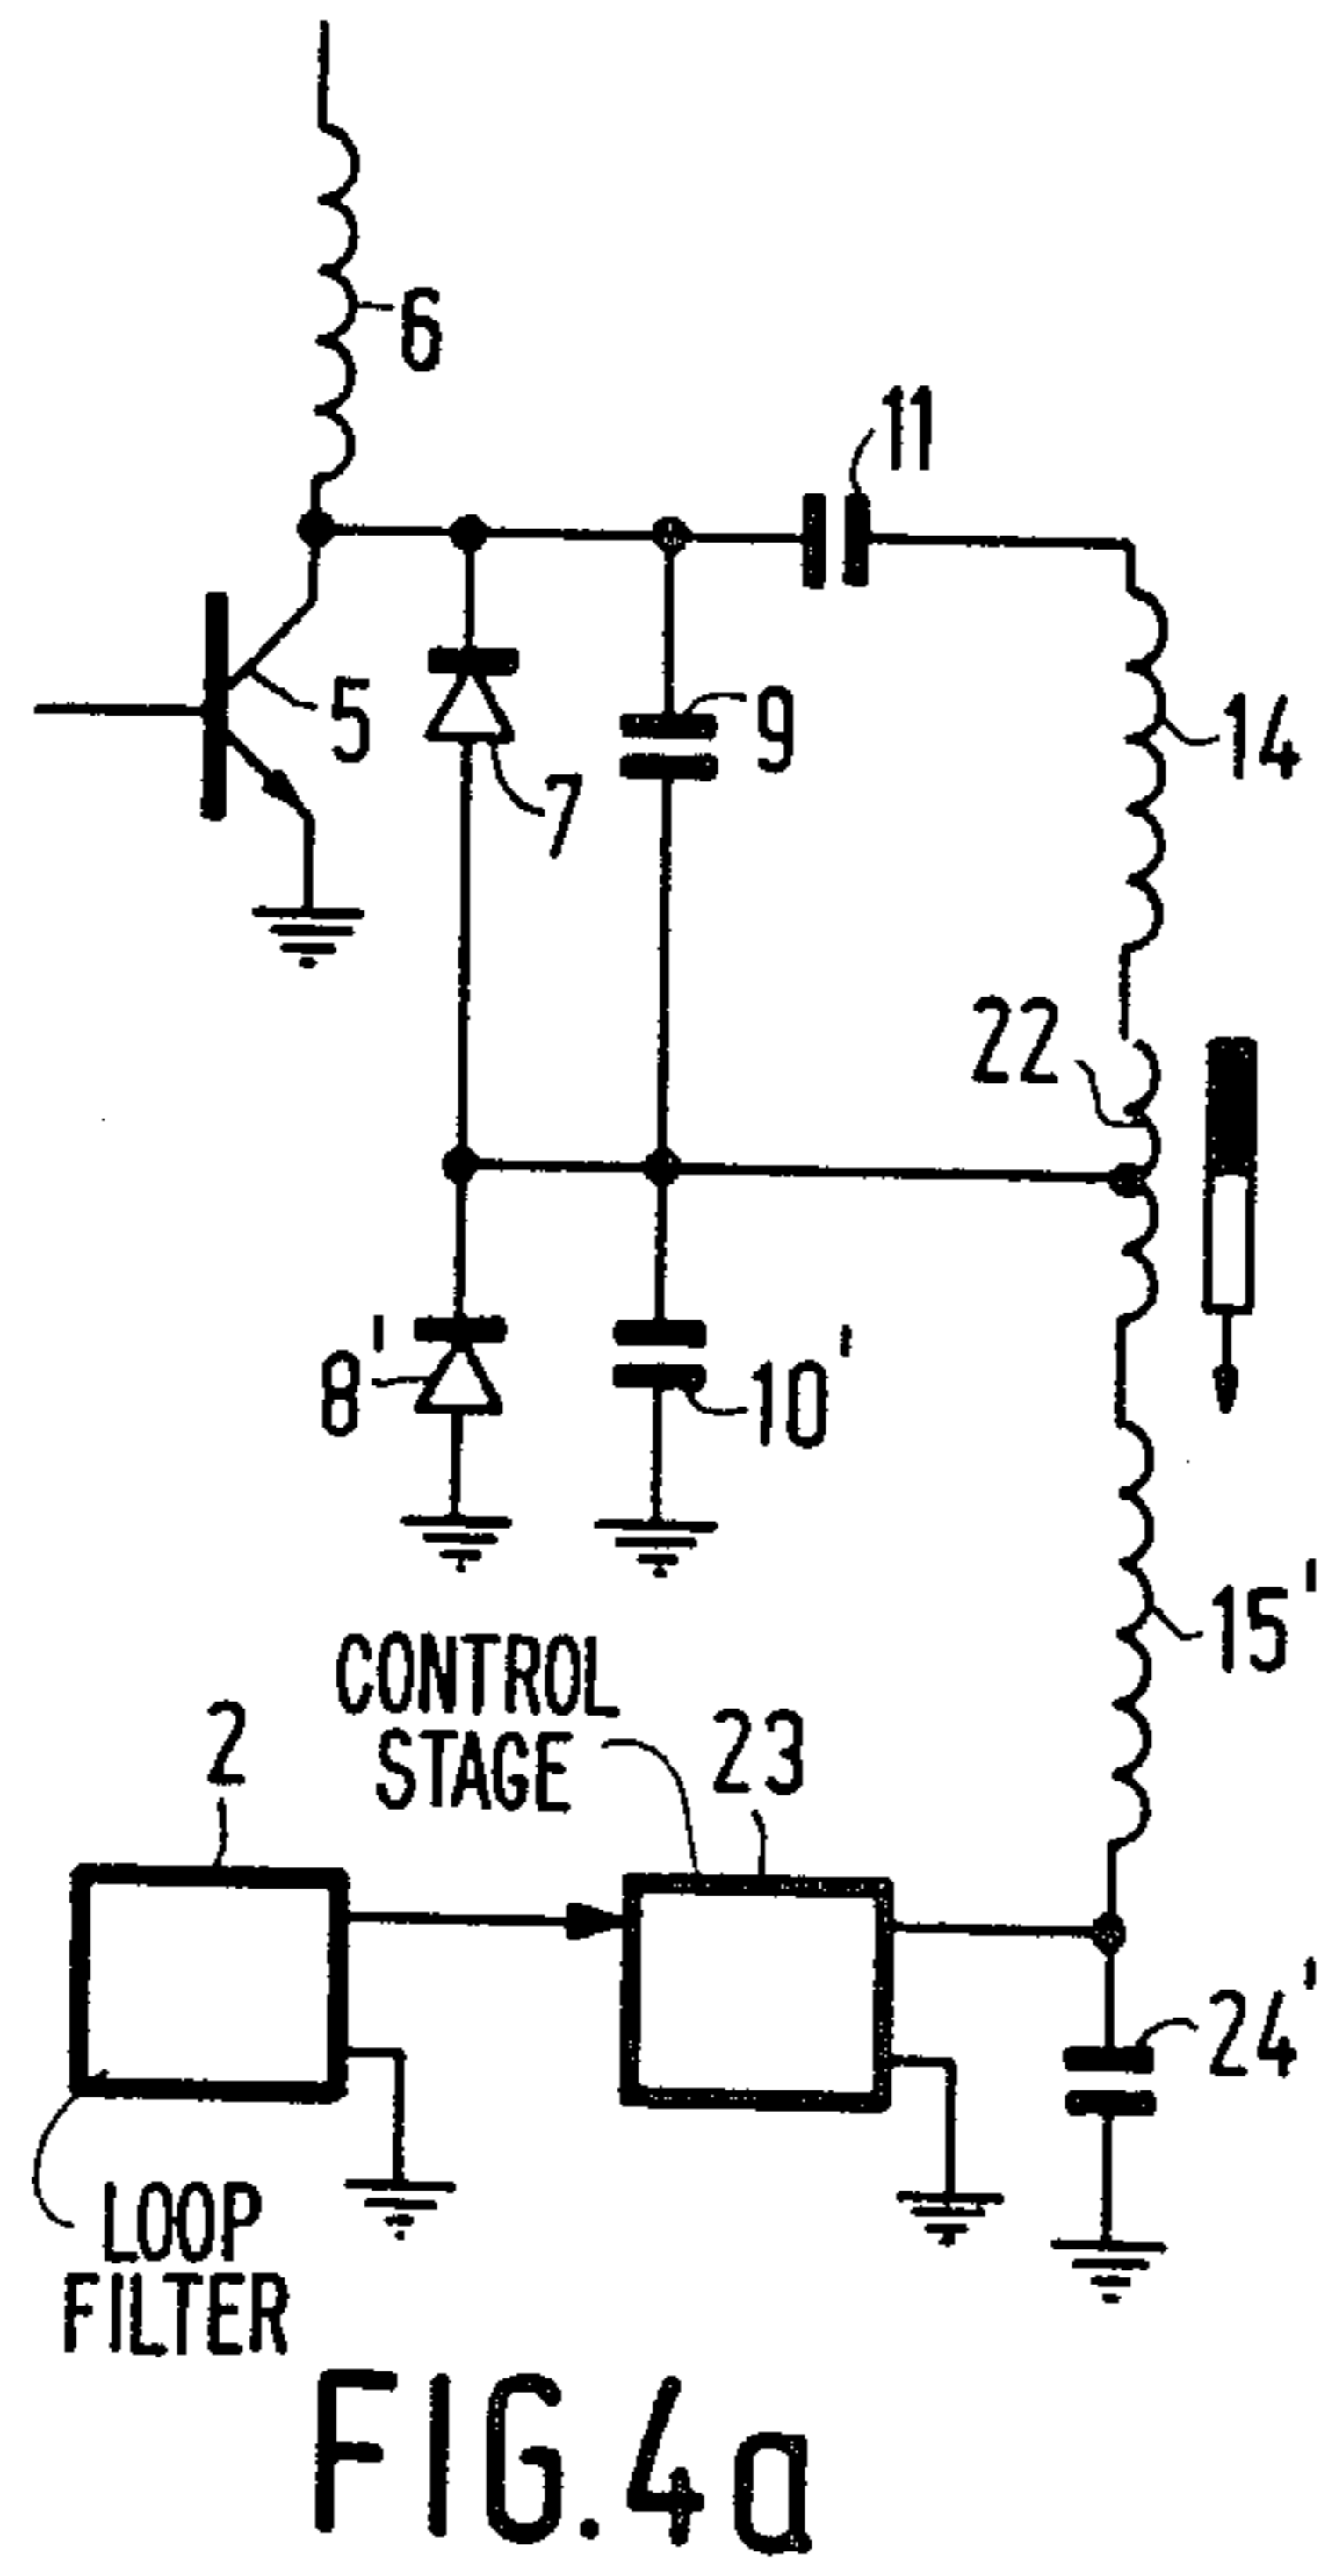 6
11
5
7
9
14
22
8'
10'
15'
CONTROL
STAGE
2
23
24'
LOOP
FILTER
FIG.4a